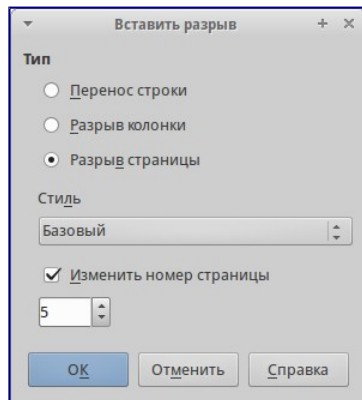 Вставить разрыв
Тип
Перенос строки
Разрыв колонки
Разрыв страницы
Стиль
Базовый
Изменить номер страницы
5
ОК Отменить Справка